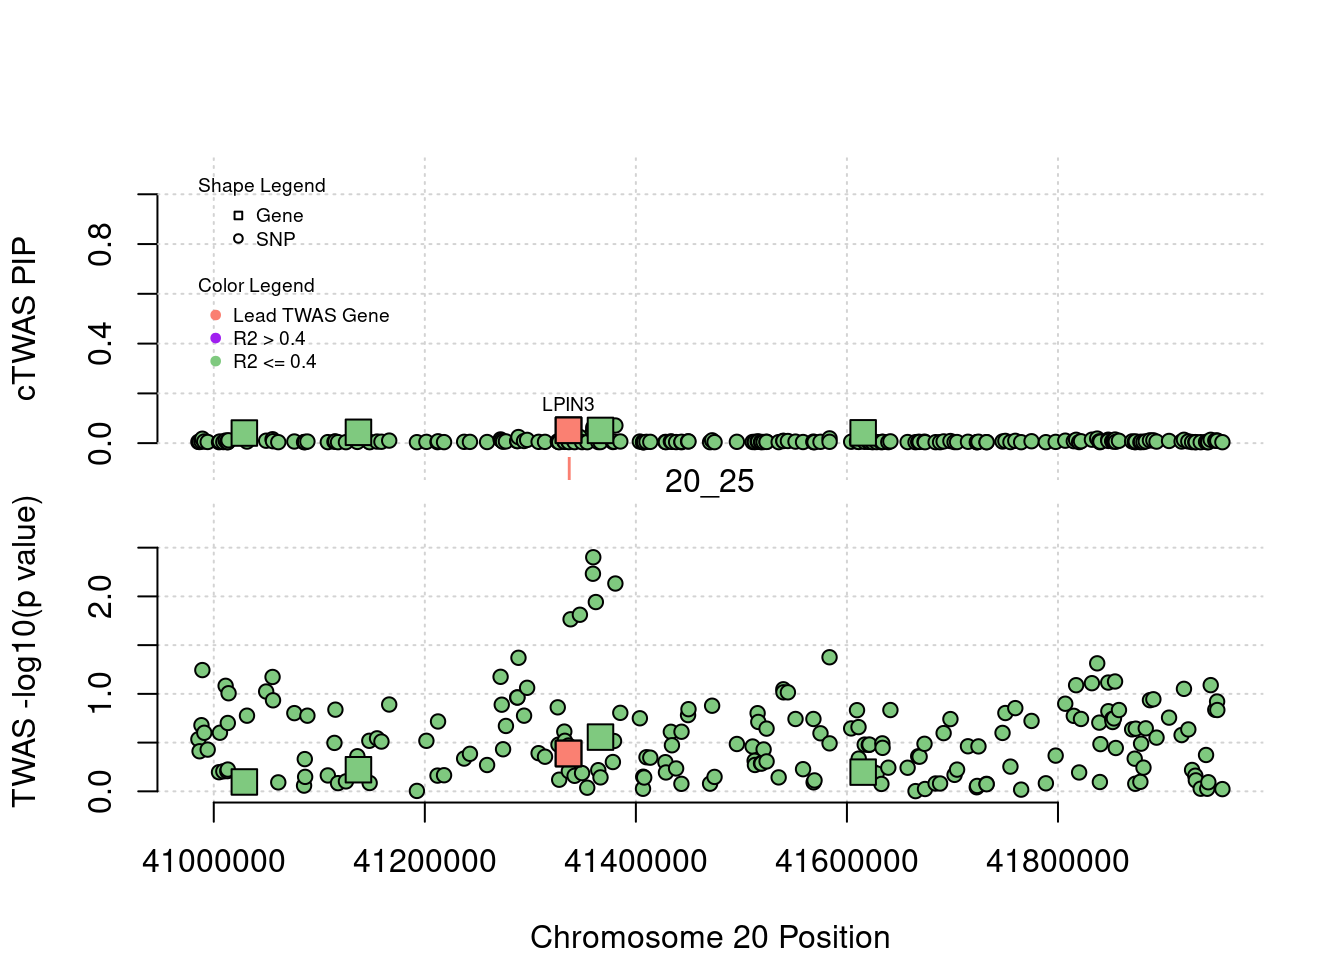 Shape Legend
Gene
SNP
Color Legend
Lead TWAS Gene
R2 > 0.4
R2 <= 0.4
cTWAS PIP
0.8
0.4
0.0
LPIN3
20_25
TWAS -log10(p value)
2.0
1.0
0.0
41000000 41200000 41400000 41600000 41800000
Chromosome 20 Position